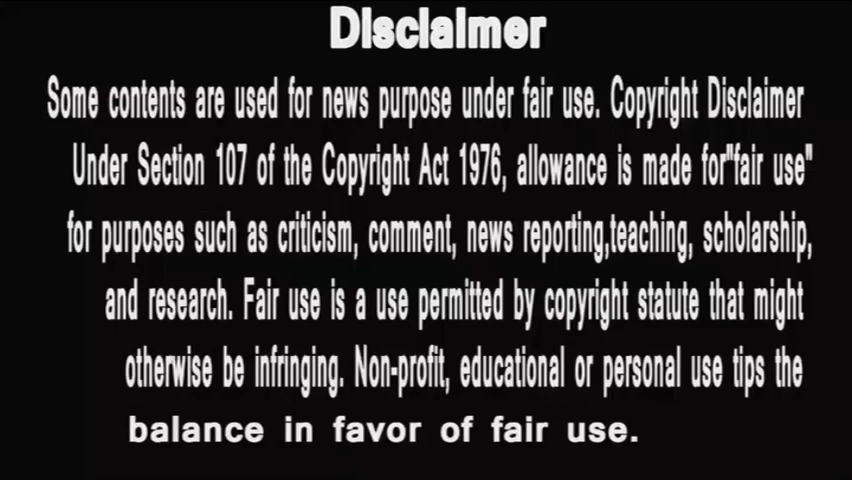 Disclaimer
Some contents are used for news purpose under fair use. Copyright Disclaimer
Under Section 107 of the Copyright Act 1976, allowance is made for"fair use"
for purposes such as criticism, comment, news reporting,teaching, scholarship,
and research. Fair use is a use permitted by copyright statute that might
otherwise be infringing. Non-profit, educational or personal use tips the
balance in favor of fair use.